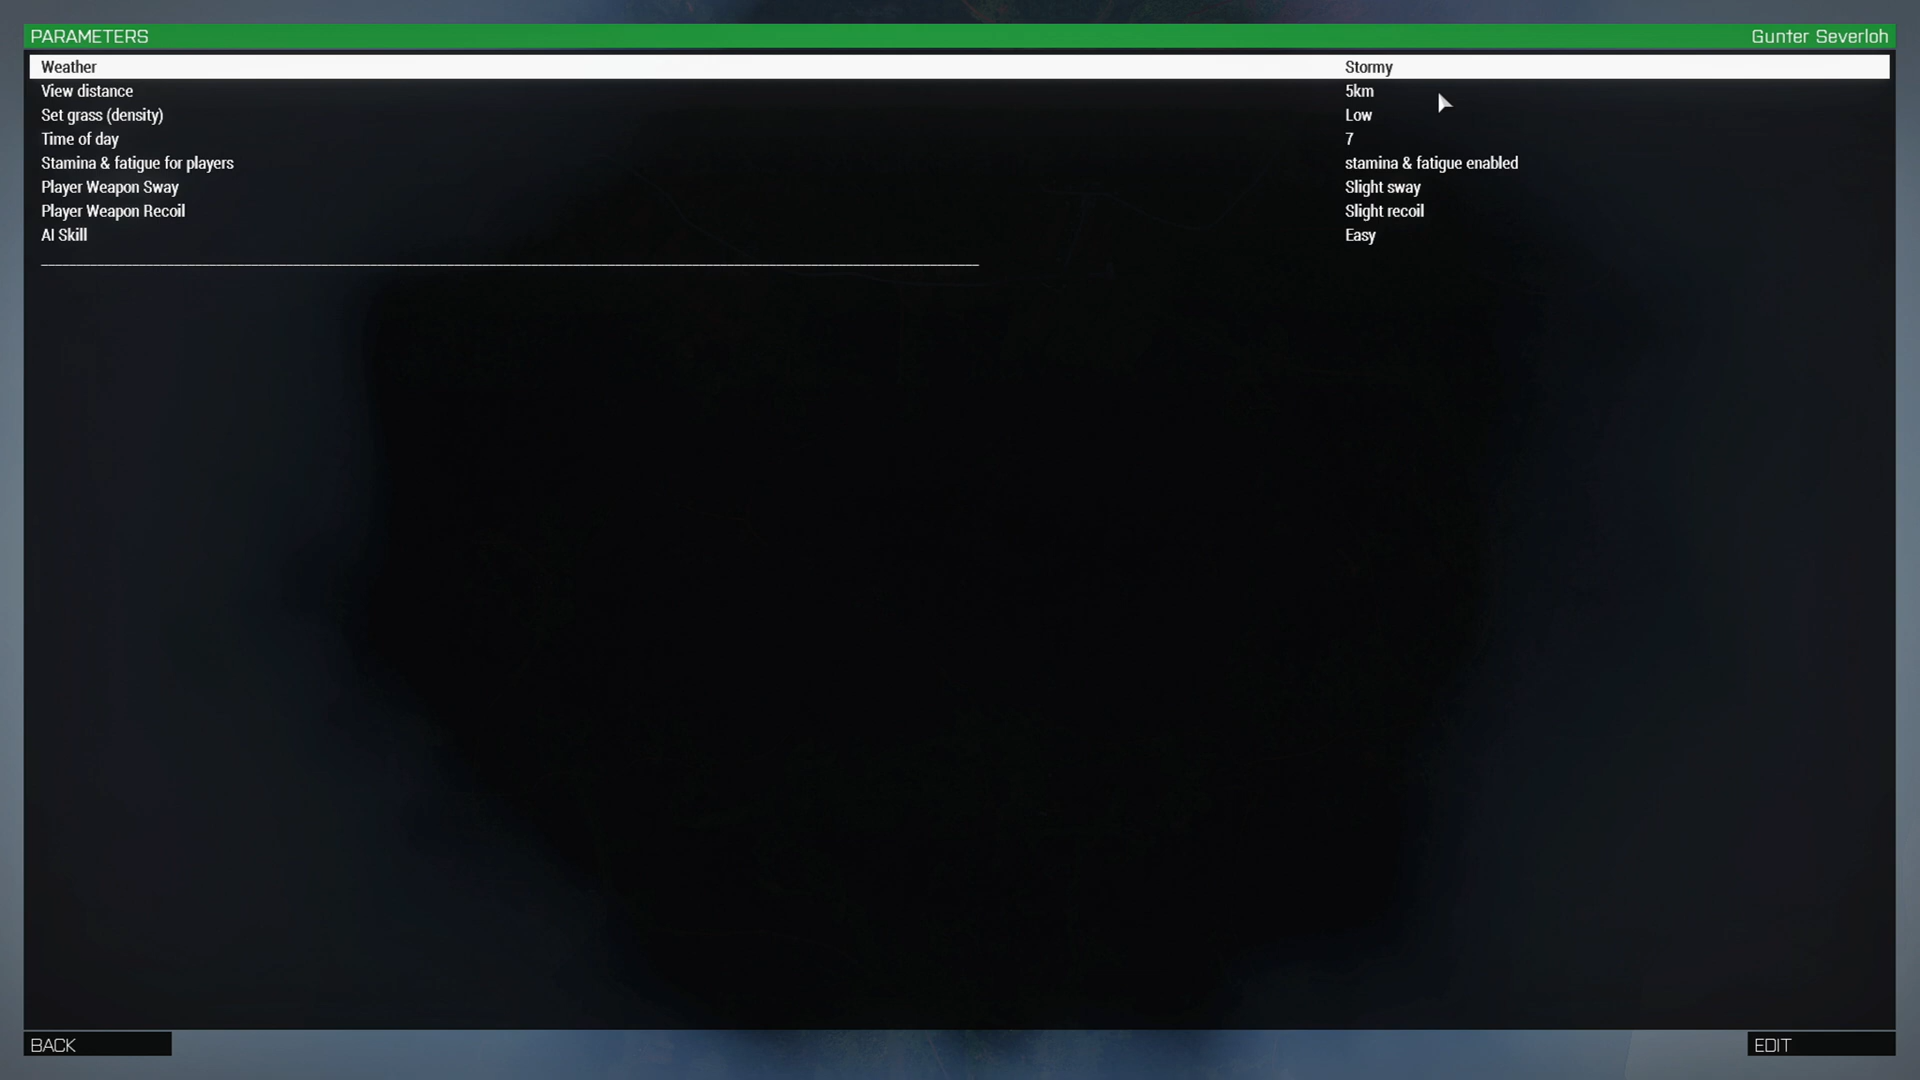 PARAMETERS Gunter Severloh
Weather Stormy
View distance 5km
Set grass (density) Low
Time of day 7
Stamina & fatigue for players stamina & fatigue enabled
Player Weapon Sway Slight sway
Player Weapon Recoil Slight recoil
AI Skill Easy
BACK EDIT